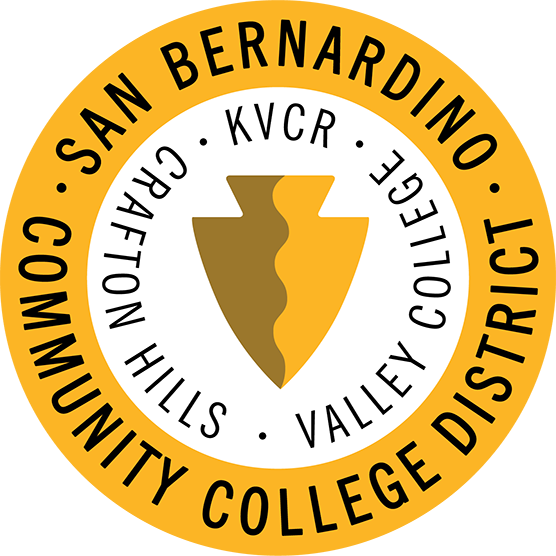 · SAN BERNARDINO ·
COMMUNITY COLLEGE DISTRICT
· KVCR ·
CRAFTON HILLS · VALLEY COLLEGE